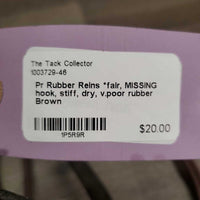 The Tack Collector
1003729-46
Pr Rubber Reins *fair, MISSING
hook, stiff, dry, v.poor rubber
Brown
1P5R9R
$20.00